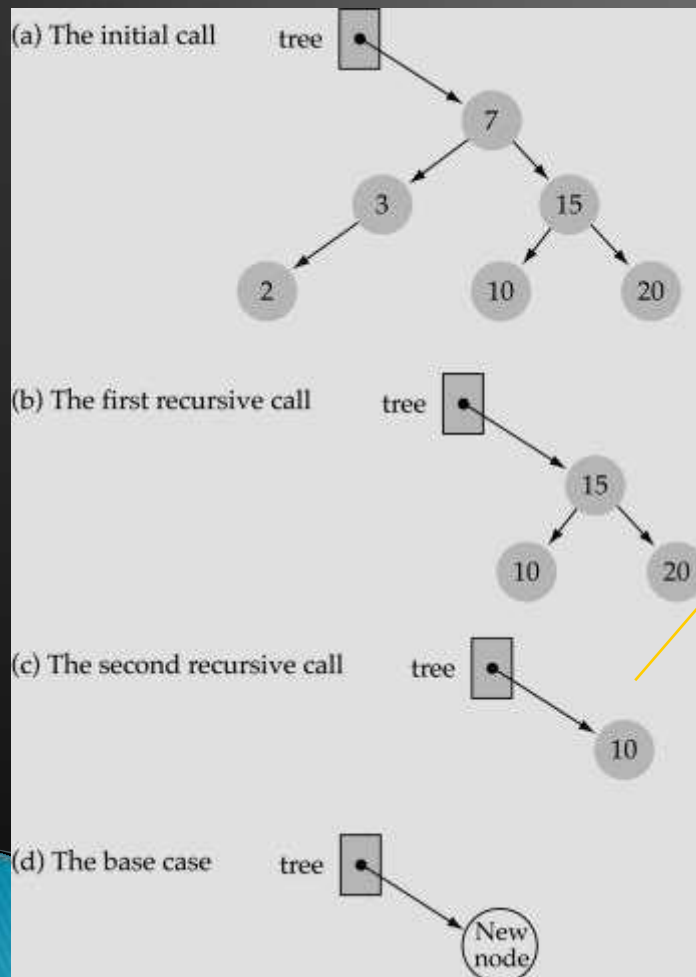 (a) The initial call tree
7
3 15
2 10 20
(b) The first recursive call tree
15
10 20
(c) The second recursive call tree
10
(d) The base case tree
New
node